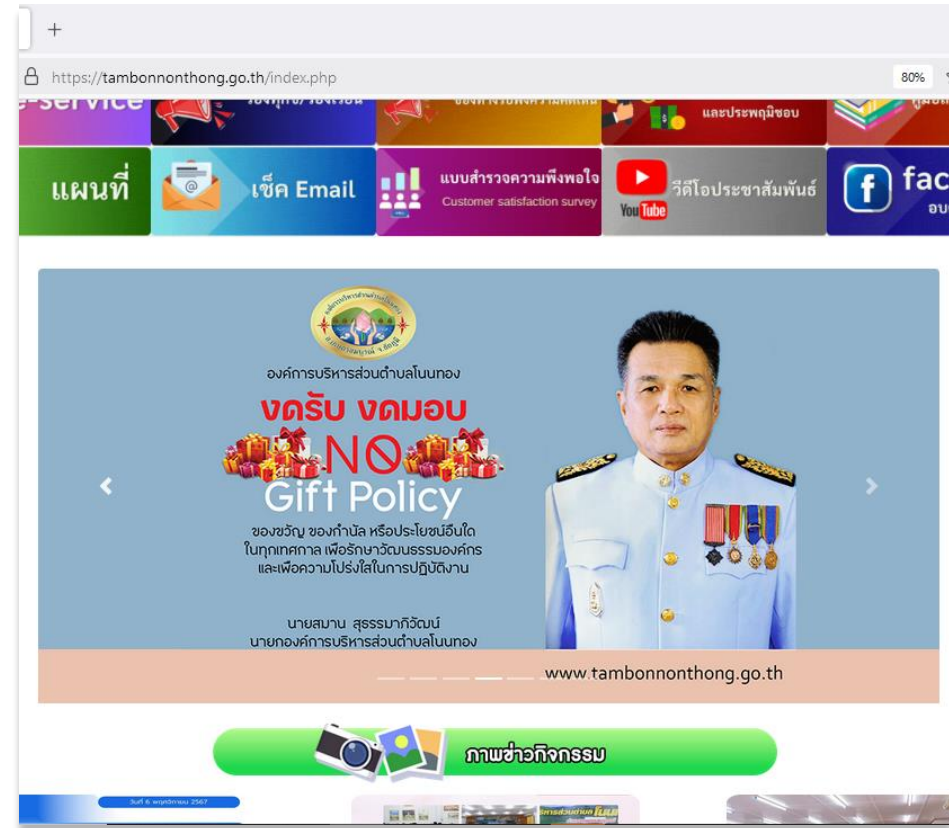 https://tambonnonthong.go.th/index.php
80%
e-service
และประพฤมิชอบ
แผนที่
เช็ค Email
แบบสำรวจความพึงพอใจ
Customer satisfaction survey
YouTube
วีดีโอประชาสัมพันธ์
fac
อบ
องค์การบริหารส่วนตำบลโนนทอง
งดรับ งดมอบ
NO
Gift Policy
ของขวัญ ของกำนัล หรือประโยชน์อื่นใด
ในทุกเทศกาล เพื่อรักษาวัฒนธรรมองค์กร
และเพื่อความโปร่งใสในการปฏิบัติงาน
นายสมาน สุธรรมาภิวัฒน์
นายกองค์การบริหารส่วนตำบลโนนทอง
www.tambonnonthong.go.th
ภาพข่าวกิจกรรม
วันที่ 6 พฤศจิกายน 2567